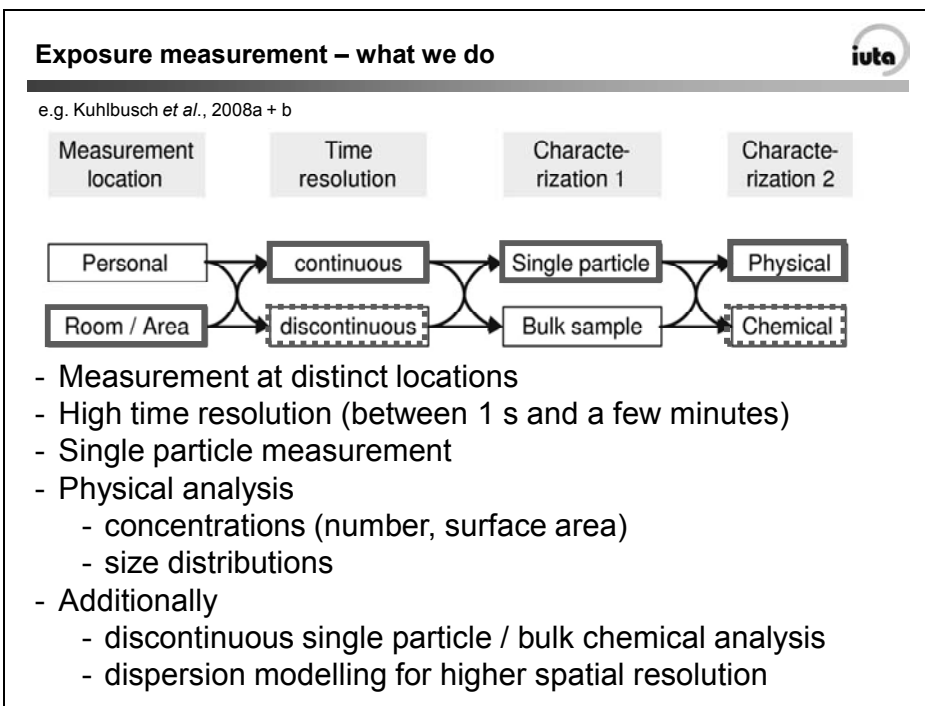 Exposure measurement – what we do
iuta
e.g. Kuhlbusch et al., 2008a + b
Measurement
location
Time
resolution
Characte-
rization 1
Characte-
rization 2
Personal
continuous
Single particle
Physical
Room / Area
discontinuous
Bulk sample
Chemical
- Measurement at distinct locations
- High time resolution (between 1 s and a few minutes)
- Single particle measurement
- Physical analysis
- concentrations (number, surface area)
- size distributions
- Additionally
- discontinuous single particle / bulk chemical analysis
- dispersion modelling for higher spatial resolution